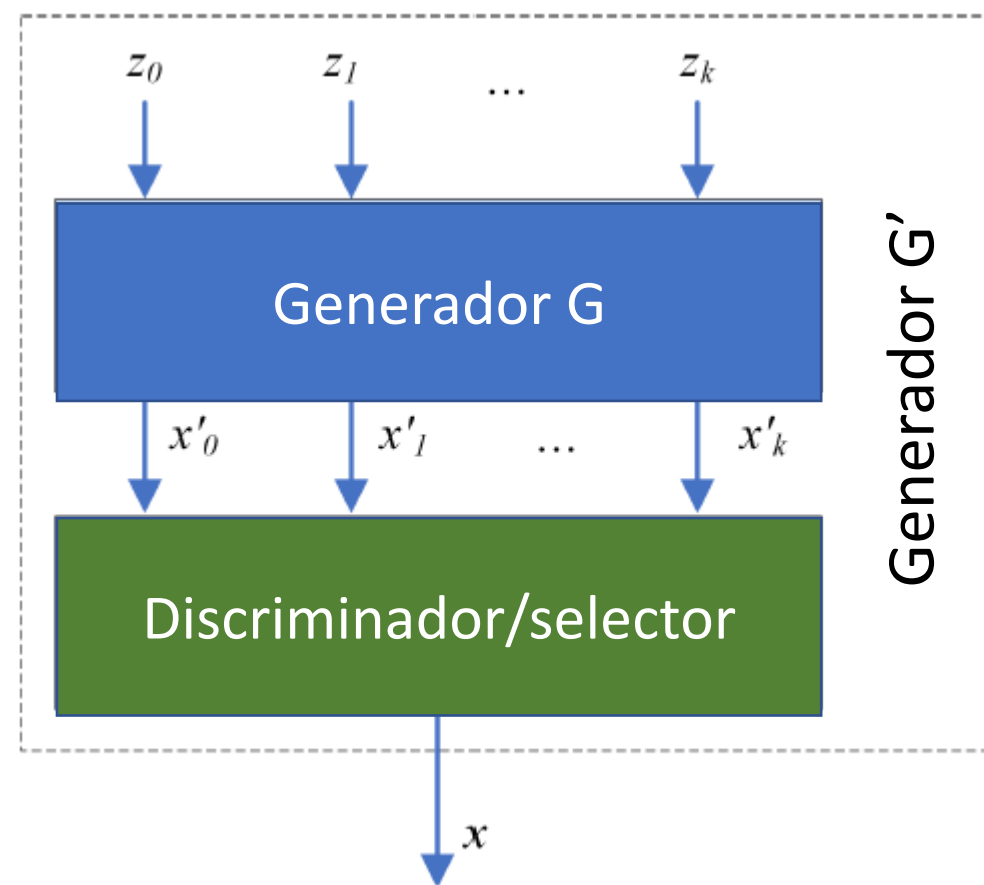 z₀ z₁ ... zₖ
Generador G
x'₀ x'₁ ... x'ₖ
Discriminador/selector
x
Generador G’